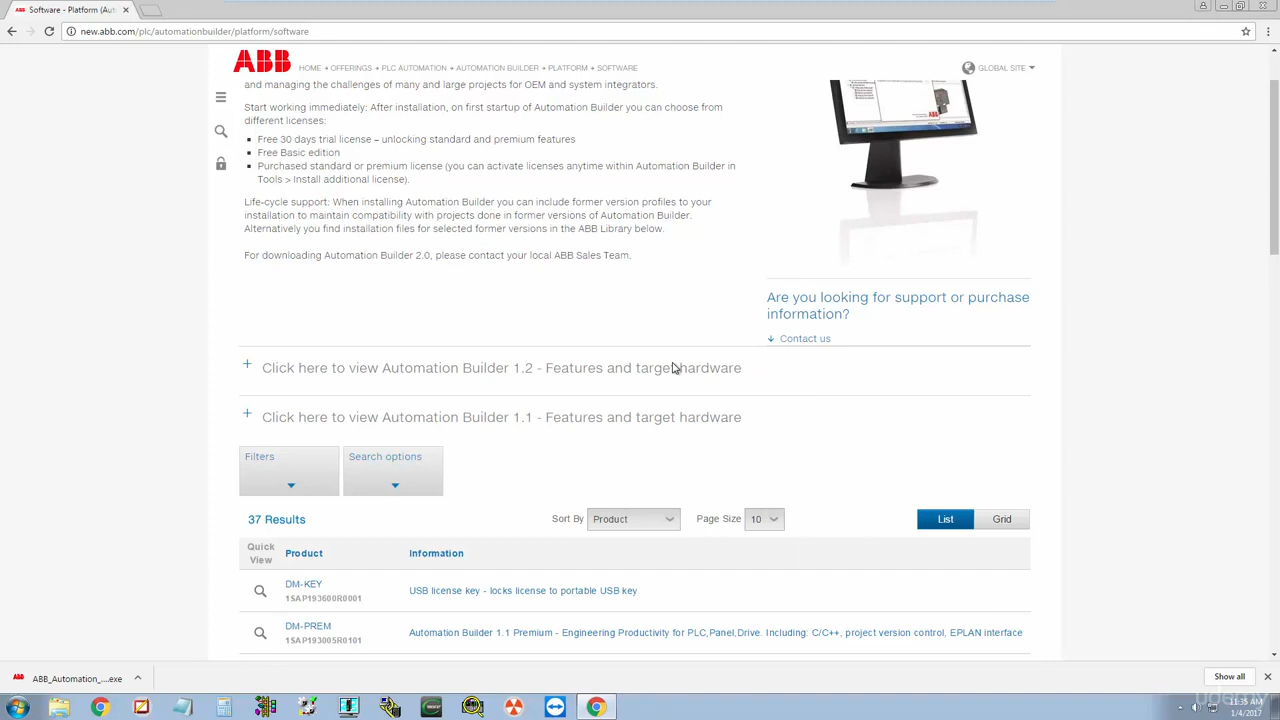 Software - Platform (Auto
new.abb.com/plc/automationbuilder/platform/software
ABB
HOME + OFFERINGS + PLC AUTOMATION + AUTOMATION BUILDER + PLATFORM + SOFTWARE
GLOBAL SITE
and managing the challenges of many and large projects for OEM and system integrators.
Start working immediately: After installation, on first startup of Automation Builder you can choose from
different licenses:
Free 30 days trial license – unlocking standard and premium features
Free Basic edition
Purchased standard or premium license (you can activate licenses anytime within Automation Builder in
Tools > Install additional license).
Life-cycle support: When installing Automation Builder you can include former version profiles to your
installation to maintain compatibility with projects done in former versions of Automation Builder.
Alternatively you find installation files for selected former versions in the ABB Library below.
For downloading Automation Builder 2.0, please contact your local ABB Sales Team.
Are you looking for support or purchase
information?
Contact us
Click here to view Automation Builder 1.2 - Features and target hardware
Click here to view Automation Builder 1.1 - Features and target hardware
Filters
Search options
37 Results
Sort By
Product
Page Size
10
List
Grid
Quick
View
Product
Information
DM-KEY
1SAP193600R0001
USB license key - locks license to portable USB key
DM-PREM
1SAP193005R0101
Automation Builder 1.1 Premium - Engineering Productivity for PLC,Panel,Drive. Including: C/C++, project version control, EPLAN interface
ABB_Automation_....exe
Show all
11:35 AM
1/4/2017